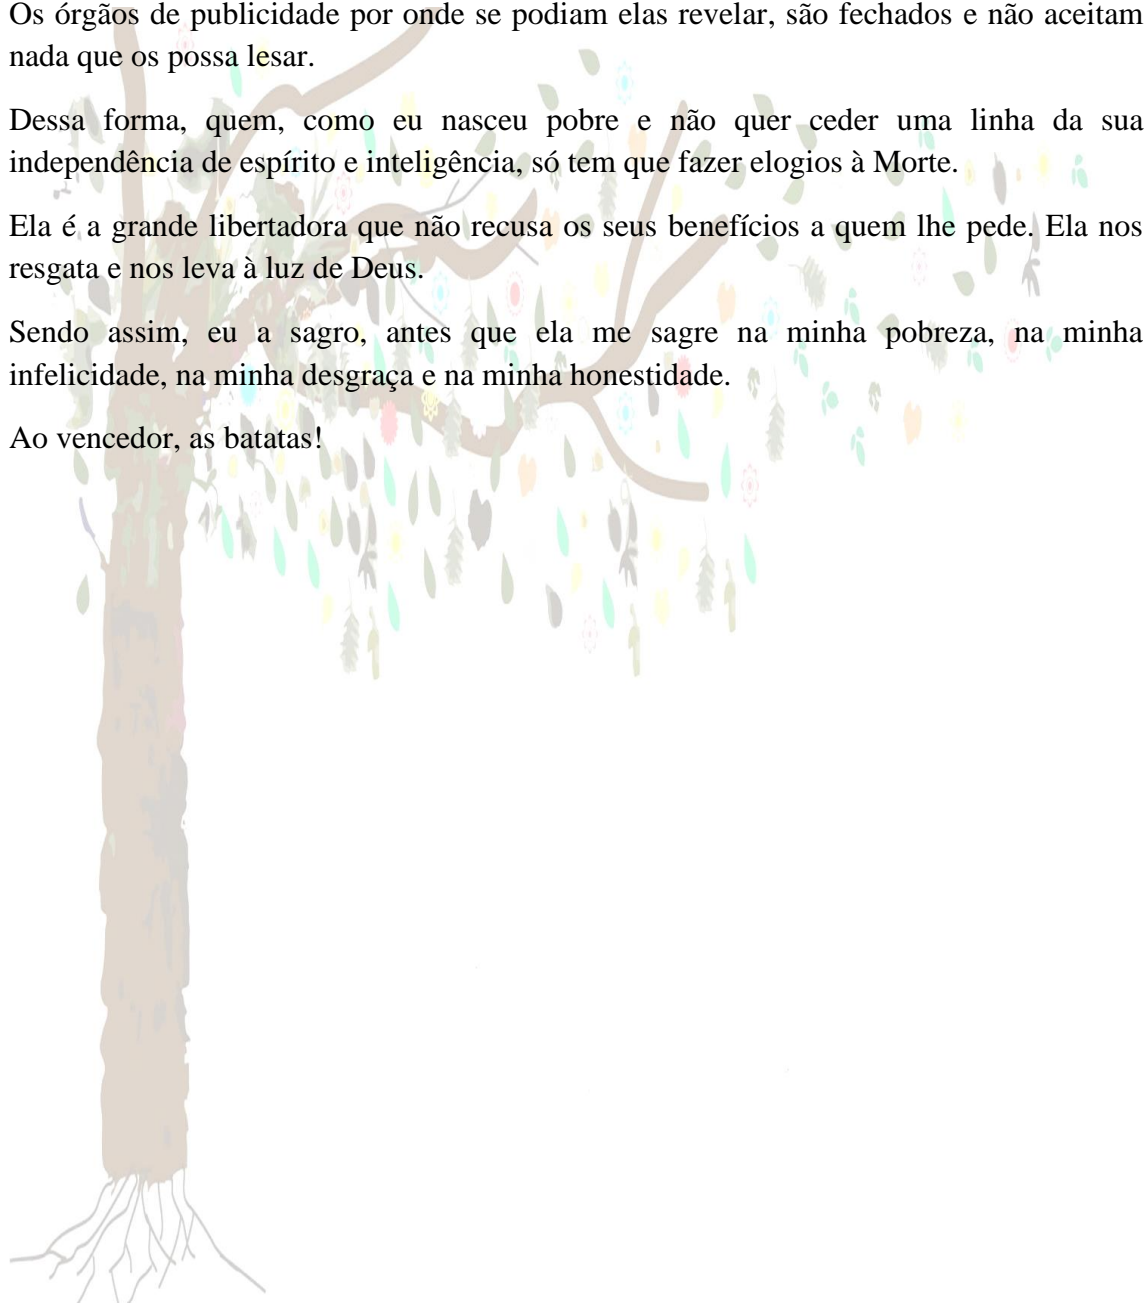 Os órgãos de publicidade por onde se podiam elas revelar, são fechados e não aceitam
nada que os possa lesar.
Dessa forma, quem, como eu nasceu pobre e não quer ceder uma linha da sua
independência de espírito e inteligência, só tem que fazer elogios à Morte.
Ela é a grande libertadora que não recusa os seus benefícios a quem lhe pede. Ela nos
resgata e nos leva à luz de Deus.
Sendo assim, eu a sagro, antes que ela me sagre na minha pobreza, na minha
infelicidade, na minha desgraça e na minha honestidade.
Ao vencedor, as batatas!